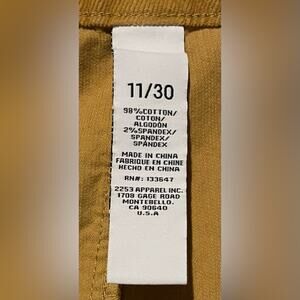 11/30
98%COTTON/
COTON/
ALGODÓN
2%SPANDEX/
SPANDEX/
SPÁNDEX
MADE IN CHINA
FABRIQUÉ EN CHINE
HECHO EN CHINA
RN#: 133647
2253 APPAREL INC.
1708 GAGE ROAD
MONTEBELLO.
CA 90640
U.S.A